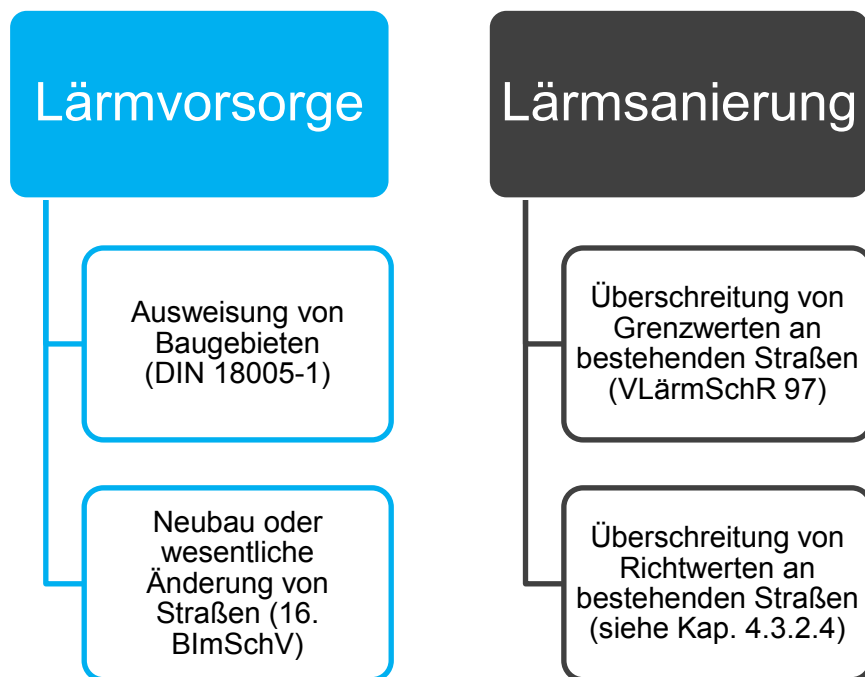 Lärmvorsorge
Ausweisung von
Baugebieten
(DIN 18005-1)
Neubau oder
wesentliche
Änderung von
Straßen (16.
BImSchV)
Lärmsanierung
Überschreitung von
Grenzwerten an
bestehenden Straßen
(VLärmSchR 97)
Überschreitung von
Richtwerten an
bestehenden Straßen
(siehe Kap. 4.3.2.4)